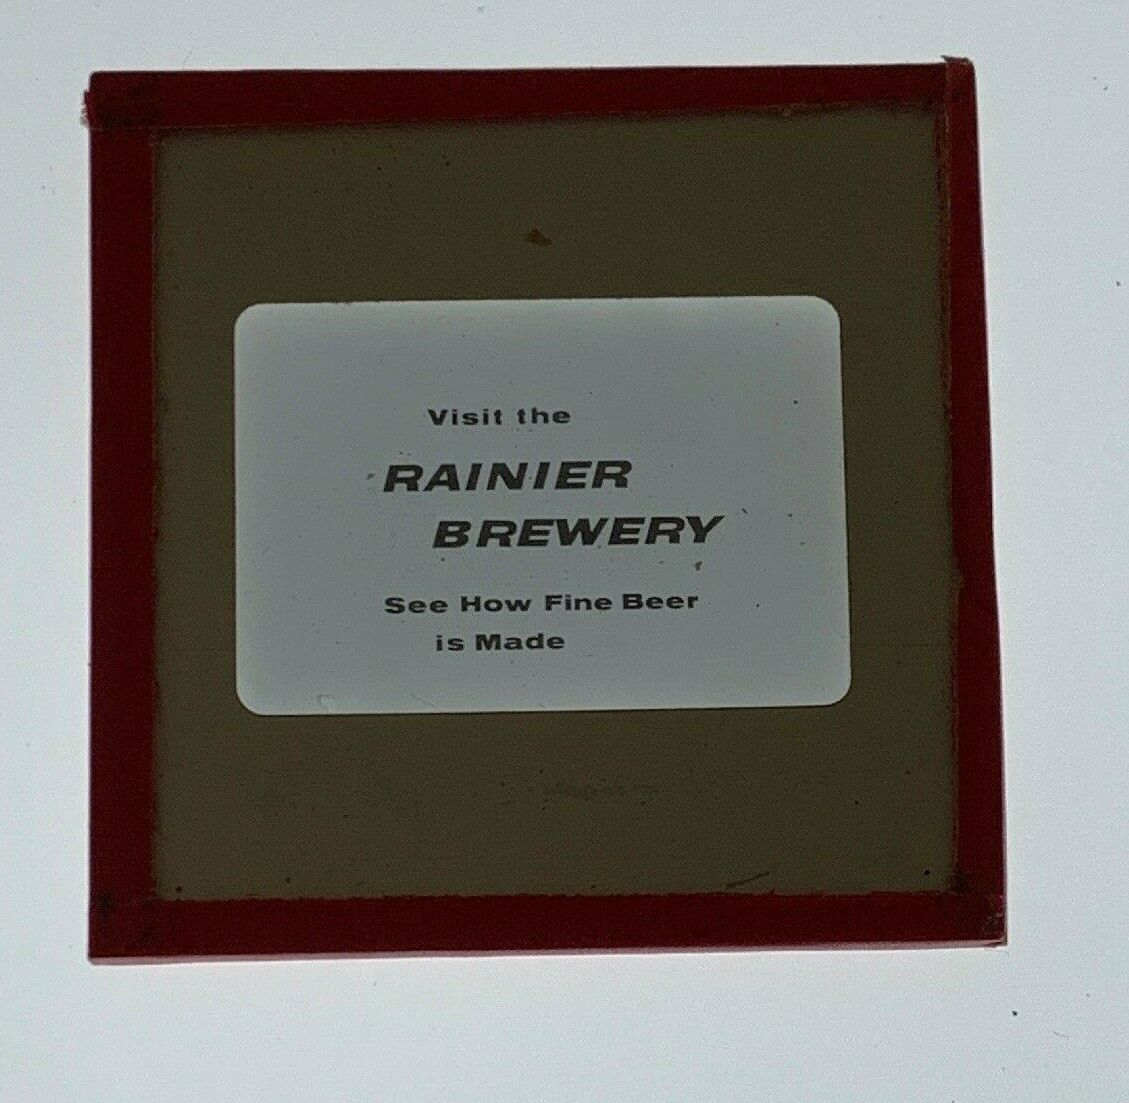 Visit the
RAINIER
BREWERY
See How Fine Beer
is Made